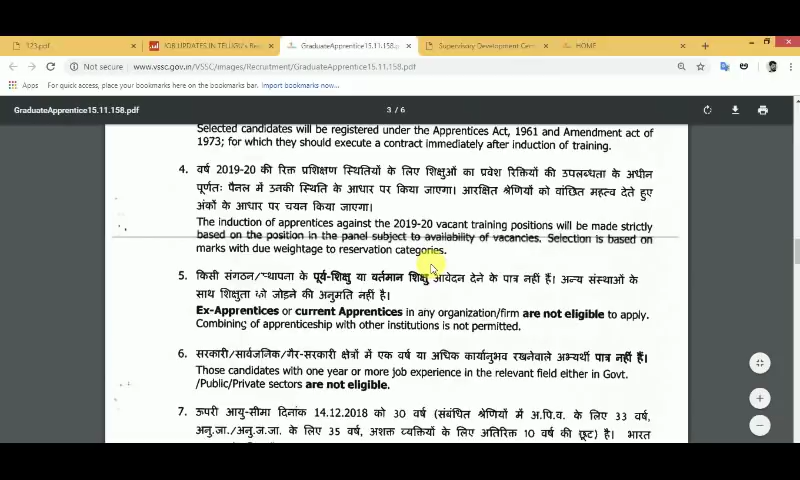 123.pdf
JOB UPDATES IN TELUGU's Rec
GraduateApprentice15.11.158.pdf
Supervisory Development Cent
HOME
Not secure | www.vssc.gov.in/VSSC/images/Recruitment/GraduateApprentice15.11.158.pdf
Apps For quick access, place your bookmarks here on the bookmarks bar. Import bookmarks now...
GraduateApprentice15.11.158.pdf 3 / 6
Selected candidates will be registered under the Apprentices Act, 1961 and Amendment act of
1973; for which they should execute a contract immediately after induction of training.
4. वर्ष 2019-20 की रिक्त प्रशिक्षण स्थितियों के लिए शिक्षुओं का प्रवेश रिक्तियों की उपलब्धता के अधीन
पूर्णतः पैनल में उनकी स्थिति के आधार पर किया जाएगा। आरक्षित श्रेणियों को वांछित महत्व देते हुए
अंकों के आधार पर चयन किया जाएगा।
The induction of apprentices against the 2019-20 vacant training positions will be made strictly
based on the position in the panel subject to availability of vacancies. Selection is based on
marks with due weightage to reservation categories.
5. किसी संगठन/स्थापना के पूर्व-शिक्षु या वर्तमान शिक्षु आवेदन देने के पात्र नहीं हैं। अन्य संस्थाओं के
साथ शिक्षुता को जोड़ने की अनुमति नहीं है।
Ex-Apprentices or current Apprentices in any organization/firm are not eligible to apply.
Combining of apprenticeship with other institutions is not permitted.
6. सरकारी/सार्वजनिक/गैर-सरकारी क्षेत्रों में एक वर्ष या अधिक कार्यानुभव रखनेवाले अभ्यर्थी पात्र नहीं हैं।
Those candidates with one year or more job experience in the relevant field either in Govt.
/Public/Private sectors are not eligible.
7. ऊपरी आयु-सीमा दिनांक 14.12.2018 को 30 वर्ष (संबंधित श्रेणियों में अ.पि.व. के लिए 33 वर्ष,
अनु.जा./अनु.ज.जा. के लिए 35 वर्ष, अशक्त व्यक्तियों के लिए अतिरिक्त 10 वर्ष की छूट) है। भारत